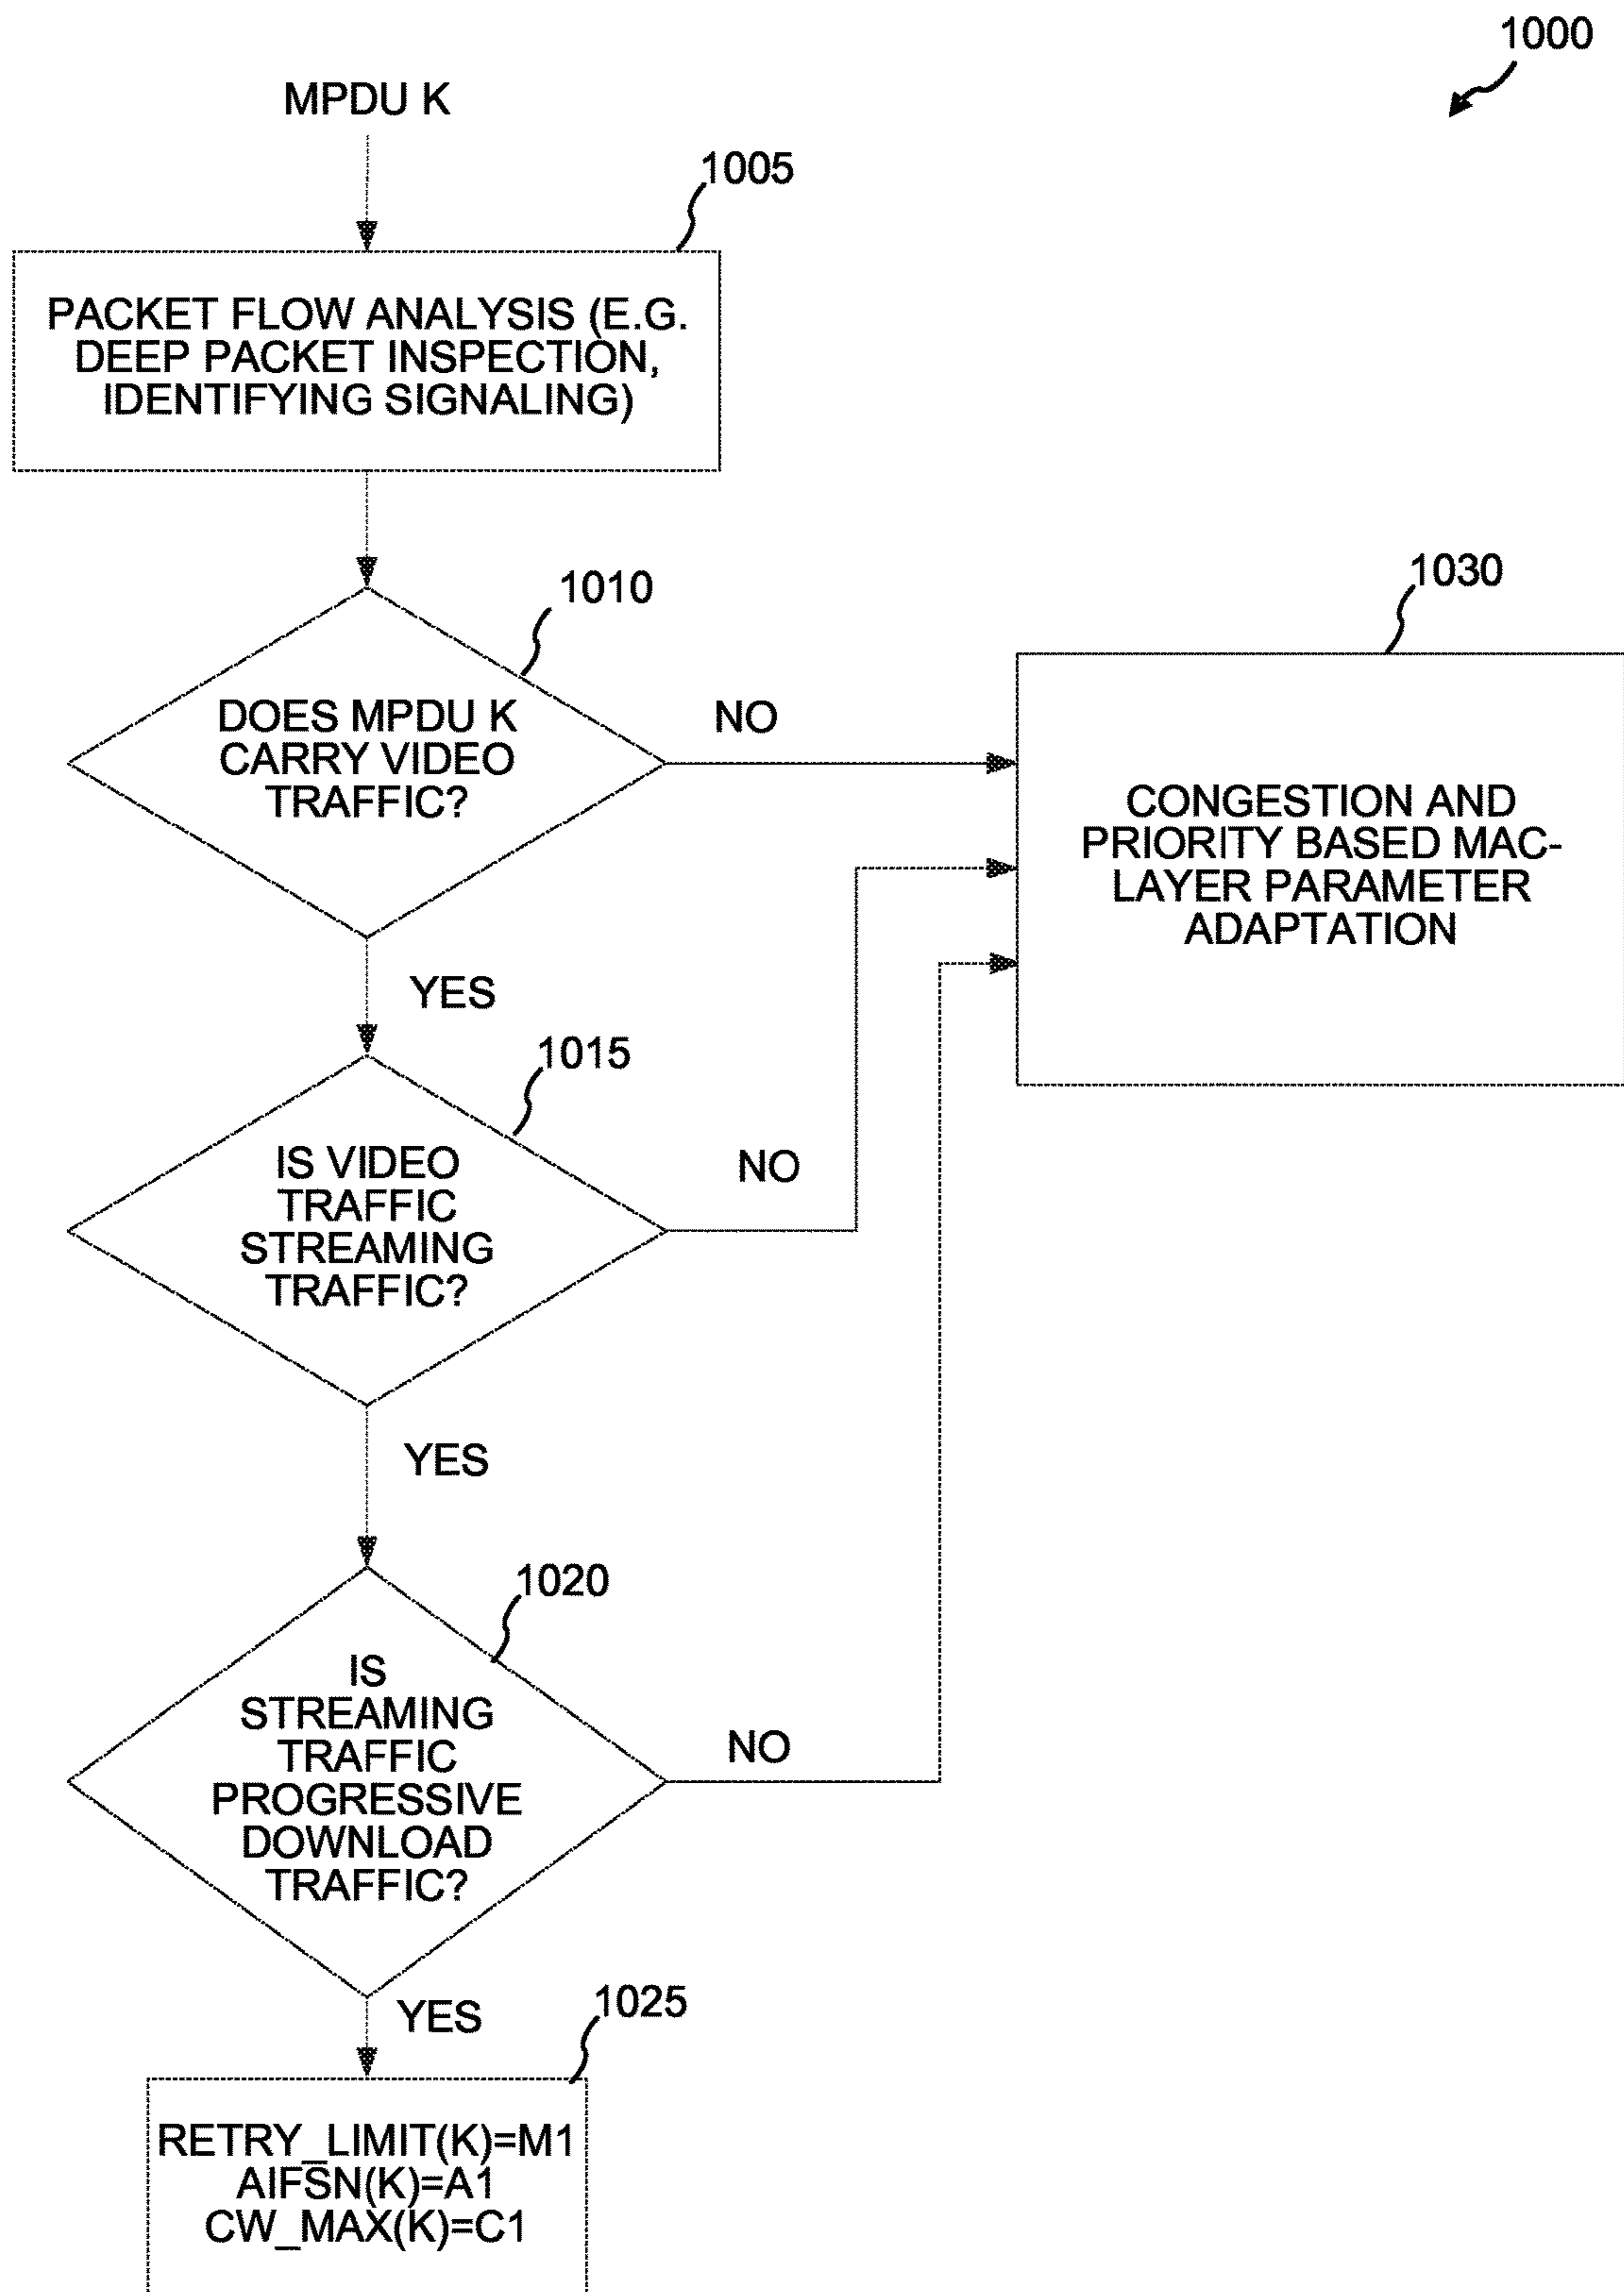 1000
MPDU K
1005
PACKET FLOW ANALYSIS (E.G.
DEEP PACKET INSPECTION,
IDENTIFYING SIGNALING)
1010
DOES MPDU K
CARRY VIDEO
TRAFFIC?
NO
1030
CONGESTION AND
PRIORITY BASED MAC-
LAYER PARAMETER
ADAPTATION
YES
1015
IS VIDEO
TRAFFIC
STREAMING
TRAFFIC?
NO
YES
1020
IS
STREAMING
TRAFFIC
PROGRESSIVE
DOWNLOAD
TRAFFIC?
NO
YES
1025
RETRY_LIMIT(K)=M1
AIFSN(K)=A1
CW_MAX(K)=C1